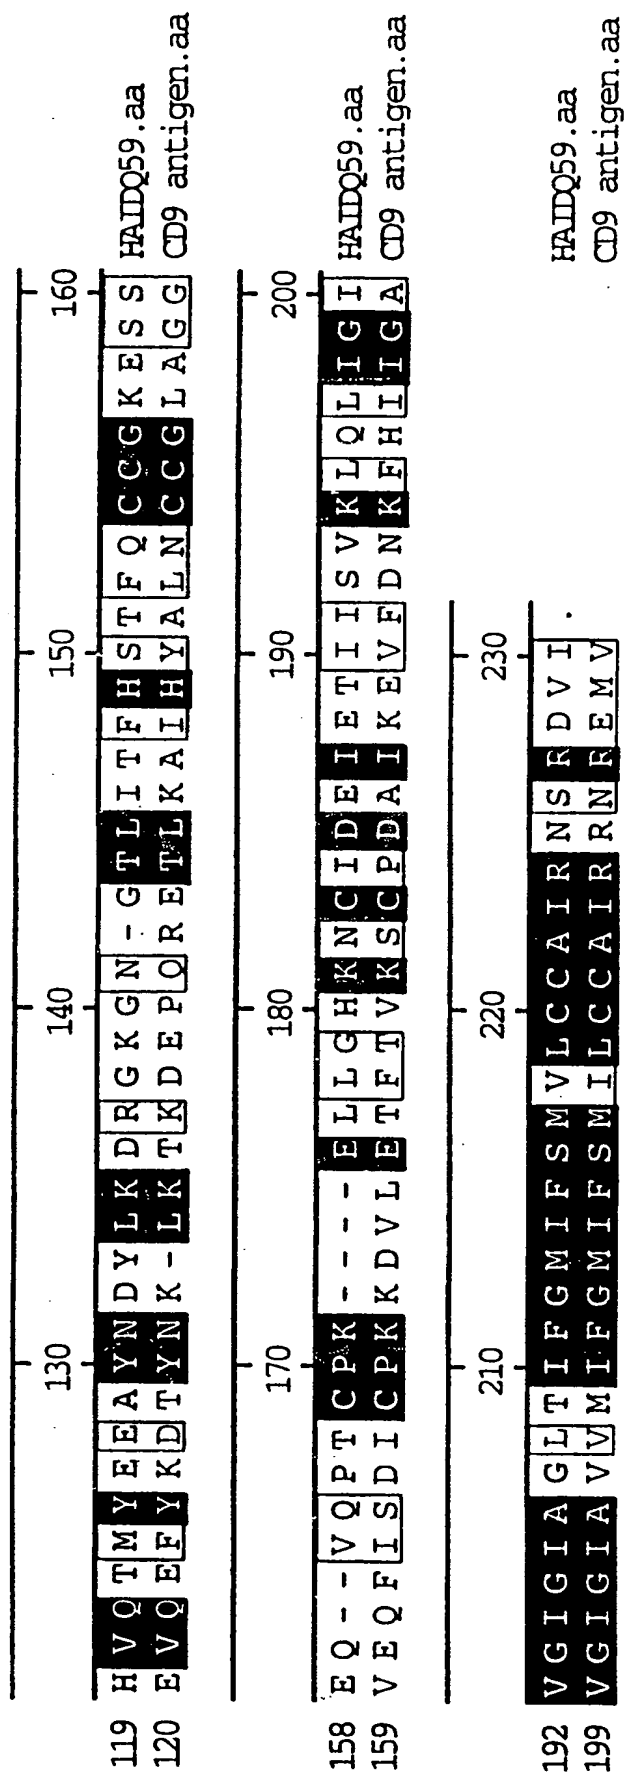 130 140 150 160
119 H V Q T M Y E E A Y N D Y L K D R G K G N - G T L I T F H S T F Q C C G K E S S HAIDQ59.aa
120 E V Q E F Y K D T Y N K - L K T K D E P Q R E T L K A I H Y A L N C C G L A G G CD9 antigen.aa
170 180 190 200
158 E Q - - V Q P T C P K - - - - E L L G H K N C I D E I E T I I S V K L Q L I G I HAIDQ59.aa
159 V E Q F I S D I C P K K D V L E T F T V K S C P D A I K E V F D N K F H I I G A CD9 antigen.aa
210 220 230
192 V G I G I A G L T I F G M I F S M V L C C A I R N S R D V I . HAIDQ59.aa
199 V G I G I A V V M I F G M I F S M I L C C A I R R N R E M V CD9 antigen.aa